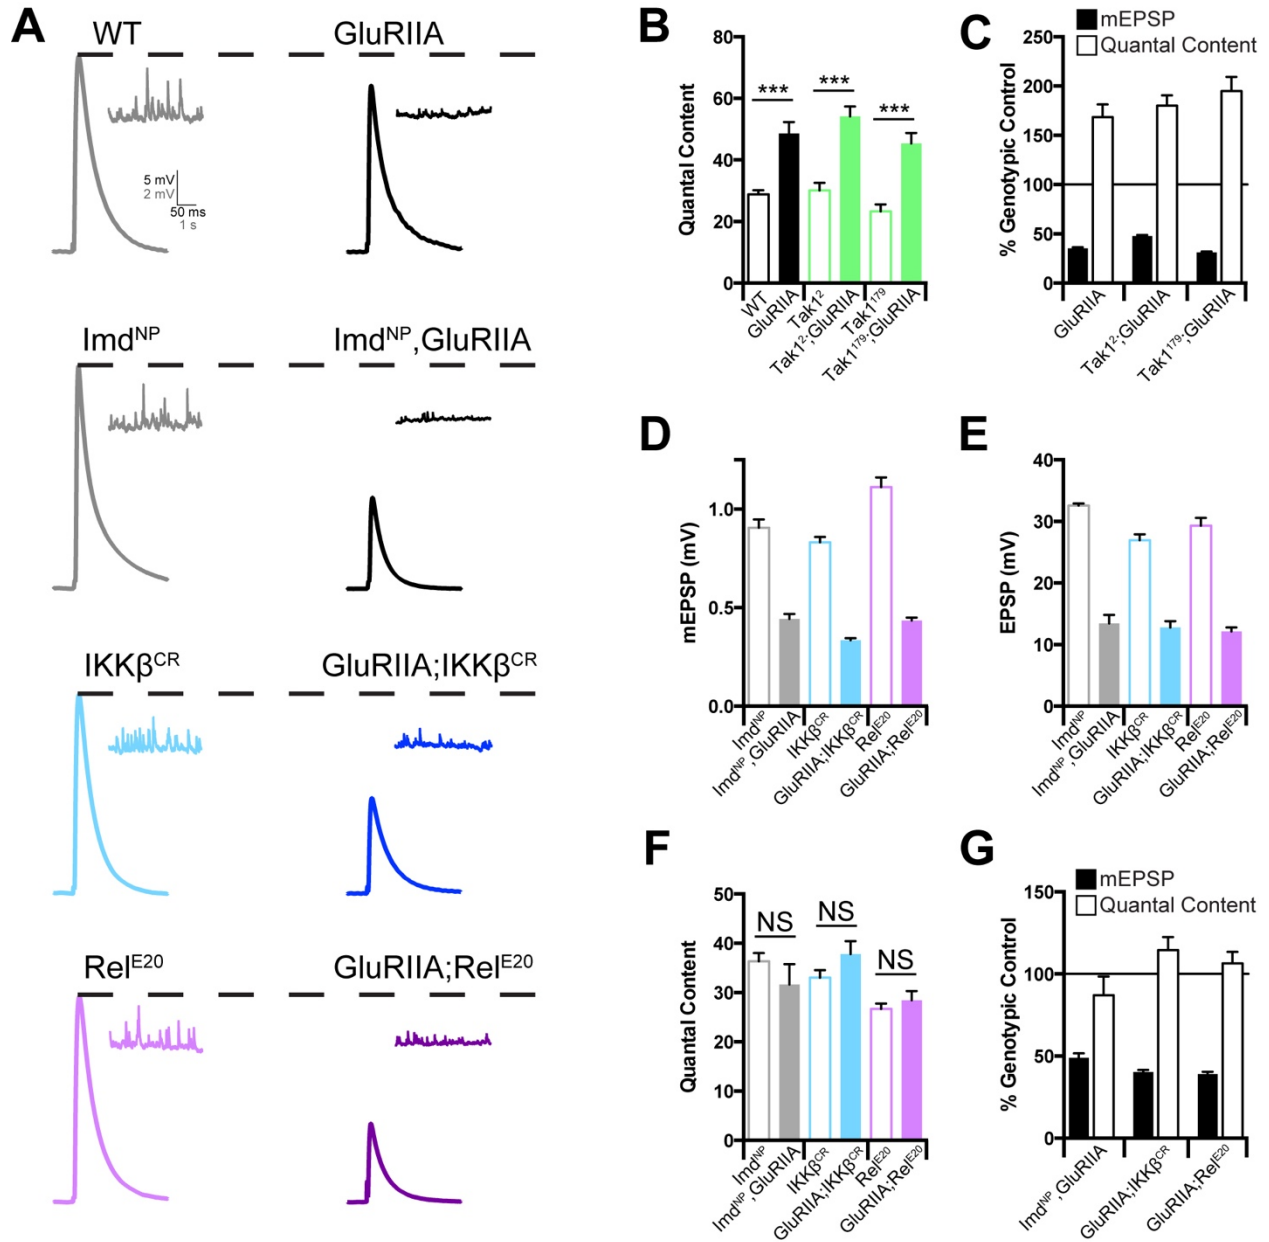 A
WT
GluRIIA
5 mV
2 mV
50 ms
1 s
Imd^NP
Imd^NP,GluRIIA
IKKβ^CR
GluRIIA;IKKβ^CR
Rel^E20
GluRIIA;Rel^E20
B
Quantal Content
80
60
40
20
0
***
***
***
WT
GluRIIA
Tak1^2
Tak1^2;GluRIIA
Tak1^179
Tak1^179;GluRIIA
C
mEPSP
Quantal Content
% Genotypic Control
250
200
150
100
50
0
GluRIIA
Tak1^2;GluRIIA
Tak1^179;GluRIIA
D
mEPSP (mV)
1.0
0.5
0.0
Imd^NP
Imd^NP,GluRIIA
IKKβ^CR
GluRIIA;IKKβ^CR
Rel^E20
GluRIIA;Rel^E20
E
EPSP (mV)
40
30
20
10
0
Imd^NP
Imd^NP,GluRIIA
IKKβ^CR
GluRIIA;IKKβ^CR
Rel^E20
GluRIIA;Rel^E20
F
Quantal Content
50
40
30
20
10
0
NS
NS
NS
Imd^NP
Imd^NP,GluRIIA
IKKβ^CR
GluRIIA;IKKβ^CR
Rel^E20
GluRIIA;Rel^E20
G
mEPSP
Quantal Content
% Genotypic Control
150
100
50
0
Imd^NP,GluRIIA
GluRIIA;IKKβ^CR
GluRIIA;Rel^E20